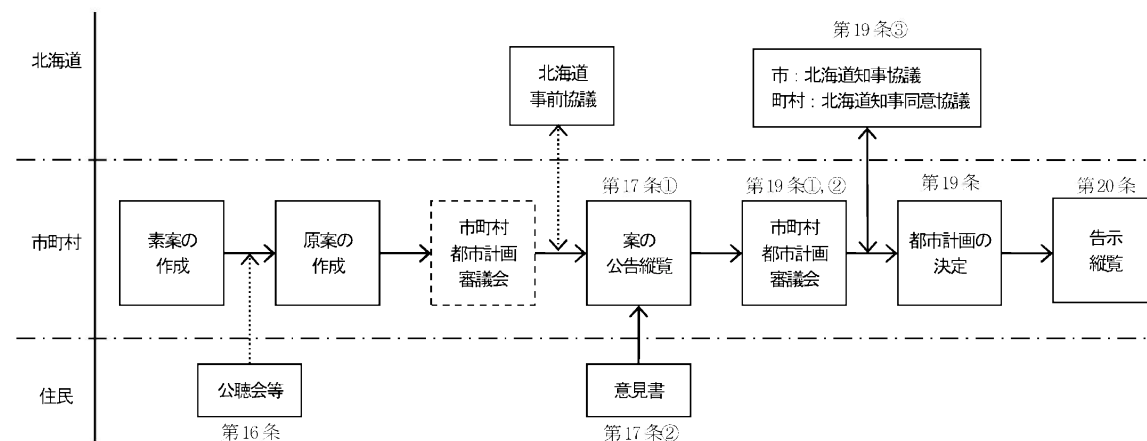 北海道
北海道
事前協議
第19条③
市：北海道知事協議
町村：北海道知事同意協議
市町村
素案の
作成
原案の
作成
市町村
都市計画
審議会
第17条①
案の
公告縦覧
第19条①,②
市町村
都市計画
審議会
第19条
都市計画の
決定
第20条
告示
縦覧
住民
公聴会等
第16条
意見書
第17条②